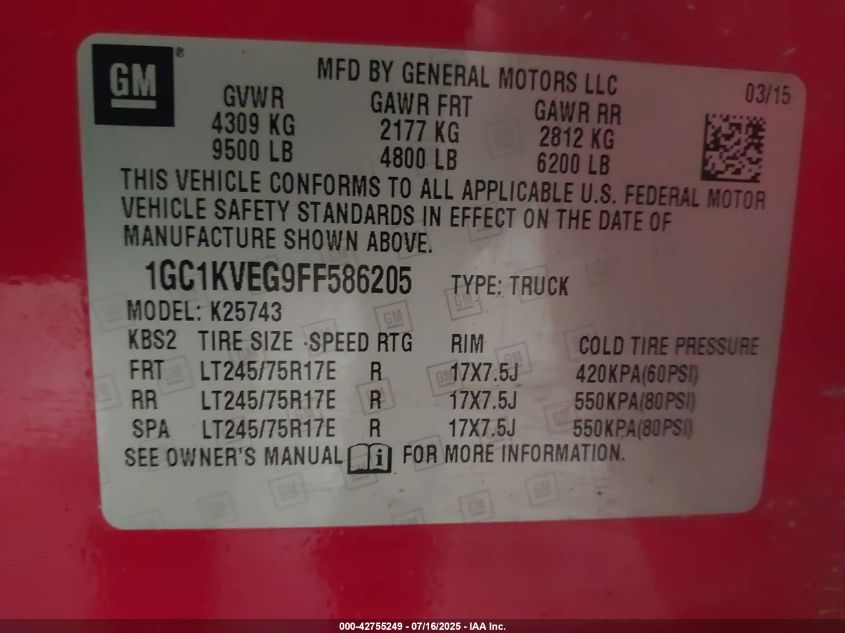 GM
®
MFD BY GENERAL MOTORS LLC
03/15
GVWR GAWR FRT GAWR RR
4309 KG 2177 KG 2812 KG
9500 LB 4800 LB 6200 LB
THIS VEHICLE CONFORMS TO ALL APPLICABLE U.S. FEDERAL MOTOR
VEHICLE SAFETY STANDARDS IN EFFECT ON THE DATE OF
MANUFACTURE SHOWN ABOVE.
1GC1KVEG9FF586205 TYPE: TRUCK
MODEL: K25743
KBS2 TIRE SIZE SPEED RTG RIM COLD TIRE PRESSURE
FRT LT245/75R17E R 17X7.5J 420KPA(60PSI)
RR LT245/75R17E R 17X7.5J 550KPA(80PSI)
SPA LT245/75R17E R 17X7.5J 550KPA(80PSI)
SEE OWNER'S MANUAL i FOR MORE INFORMATION.
000-42755249 - 07/16/2025 - IAA Inc.